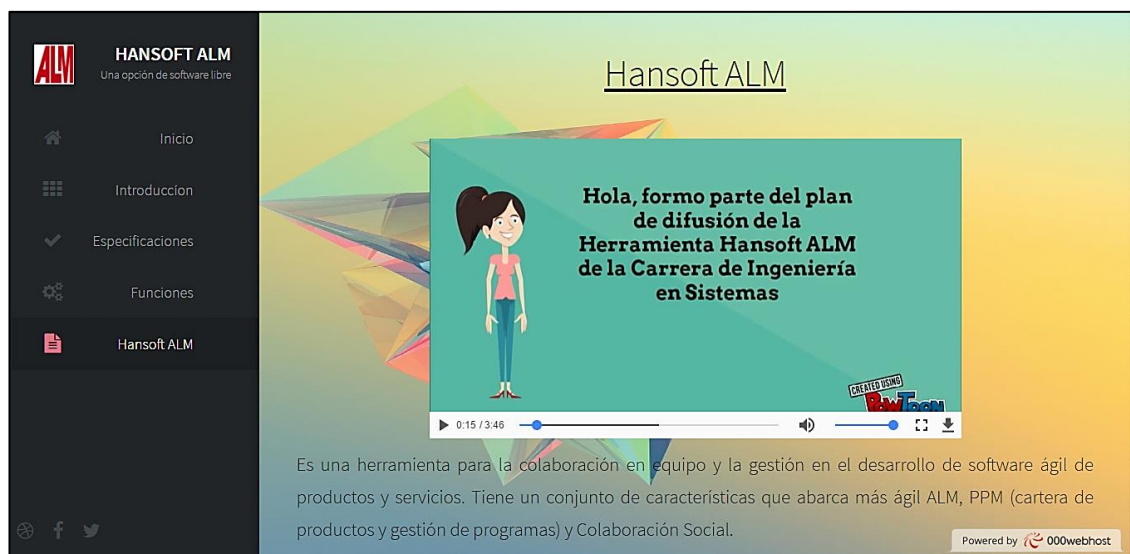 ALM
HANSOFT ALM
Una opción de software libre
Inicio
Introduccion
Especificaciones
Funciones
Hansoft ALM
Hansoft ALM
Hola, formo parte del plan
de difusión de la
Herramienta Hansoft ALM
de la Carrera de Ingeniería
en Sistemas
CREATED USING
PowToon
0:15 / 3:46
Es una herramienta para la colaboración en equipo y la gestión en el desarrollo de software ágil de
productos y servicios. Tiene un conjunto de características que abarca más ágil ALM, PPM (cartera de
productos y gestión de programas) y Colaboración Social.
Powered by 000webhost